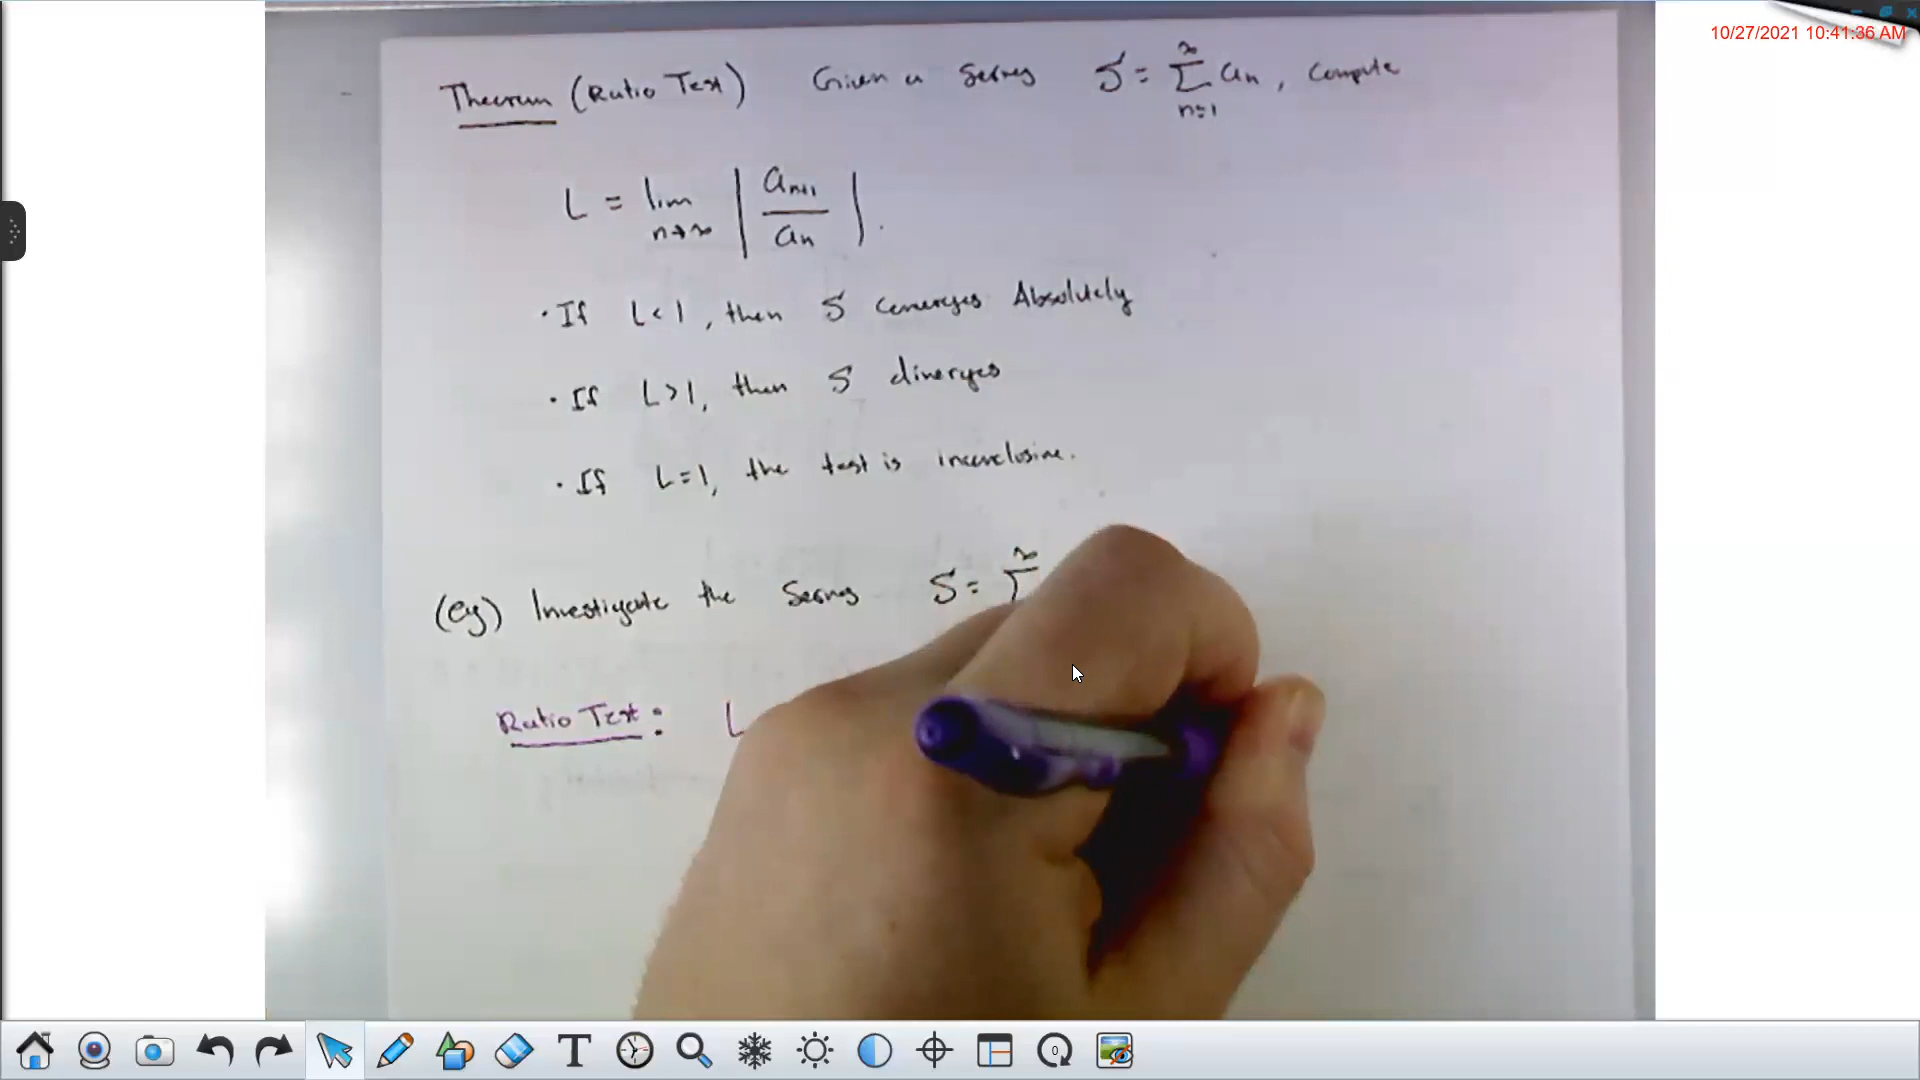 10/27/2021 10:41:36 AM
Theorem (Ratio Test) Given a Series S = ∑_{n=1}^{∞} a_n, compute
L = lim_{n→∞} | a_{n+1} / a_n | .
· If L < 1, then S converges Absolutely
· If L > 1, then S diverges
· If L = 1, the test is inconclusive.
(eg) Investigate the Series S = ∑^{∞}
Ratio Test: L
T
0